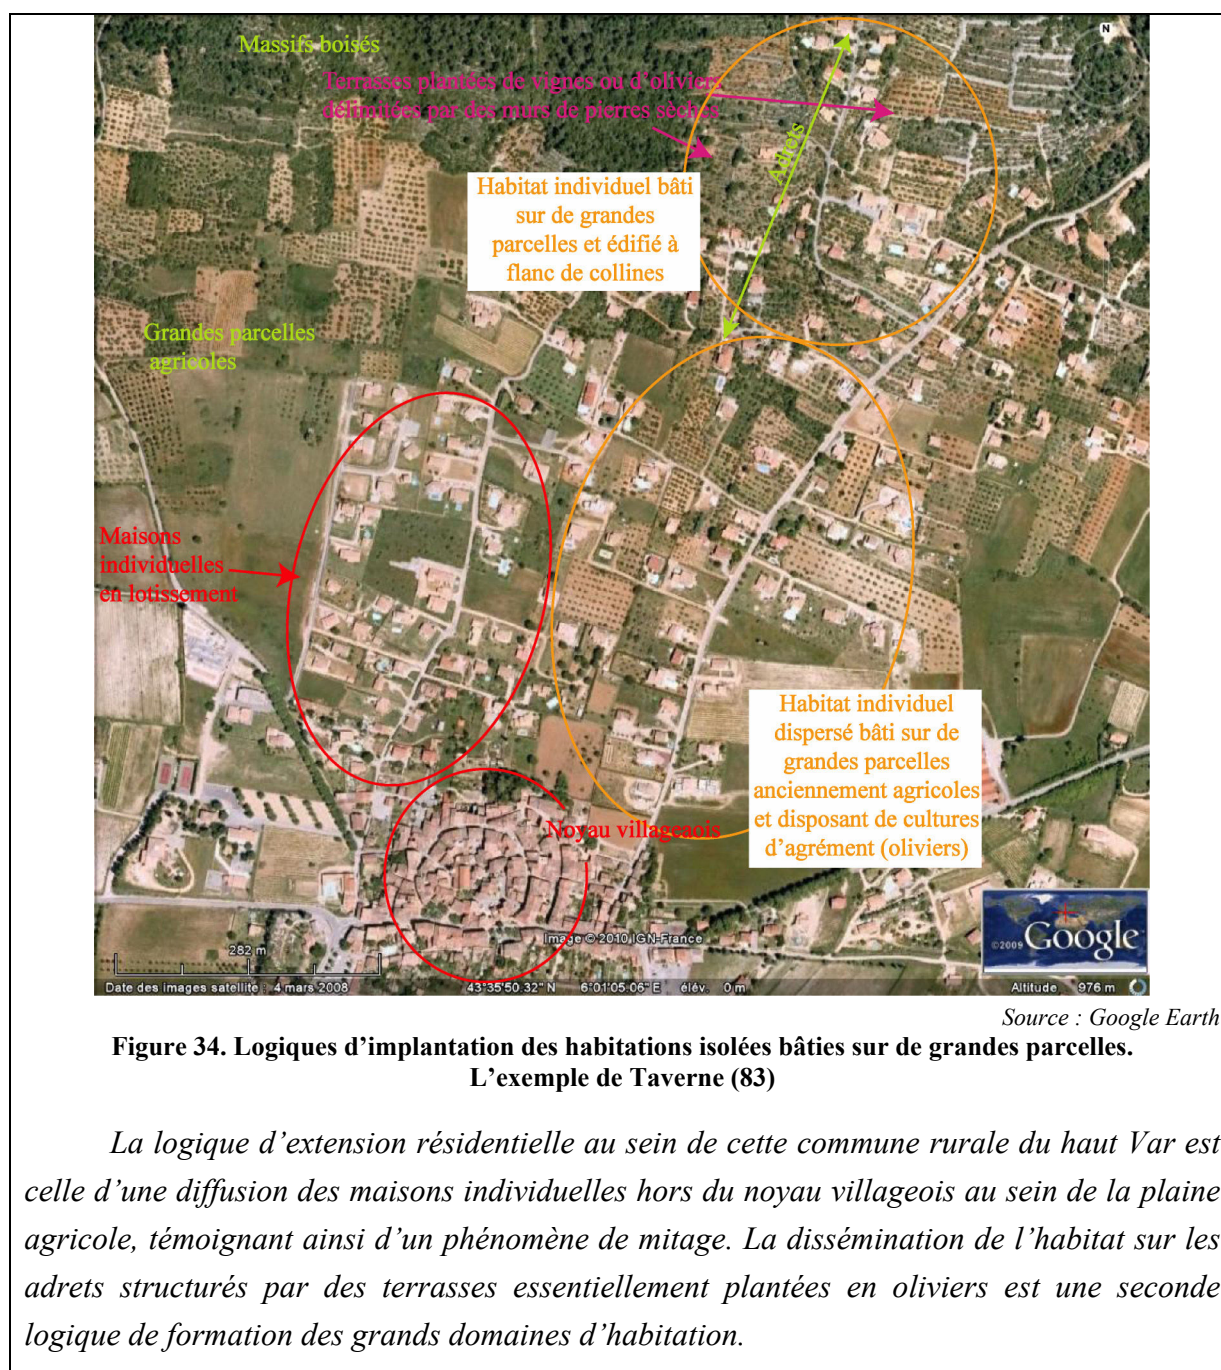 Massifs boisés
N
Terrasses plantées de vignes ou d'oliviers
délimitées par des murs de pierres sèches
Adrets
Habitat individuel bâti
sur de grandes
parcelles et édifié à
flanc de collines
Grandes parcelles
agricoles
Maisons
individuelles
en lotissement
Habitat individuel
dispersé bâti sur de
grandes parcelles
anciennement agricoles
et disposant de cultures
d'agrément (oliviers)
Noyau villageaois
Image © 2010 IGN-France
©2009 Google
282 m
Date des images satellite : 4 mars 2008 43°35'50.32" N 6°01'05.06" E élév. 0 m Altitude 976 m
Source : Google Earth
Figure 34. Logiques d'implantation des habitations isolées bâties sur de grandes parcelles.
L'exemple de Taverne (83)
La logique d'extension résidentielle au sein de cette commune rurale du haut Var est
celle d'une diffusion des maisons individuelles hors du noyau villageois au sein de la plaine
agricole, témoignant ainsi d'un phénomène de mitage. La dissémination de l'habitat sur les
adrets structurés par des terrasses essentiellement plantées en oliviers est une seconde
logique de formation des grands domaines d'habitation.